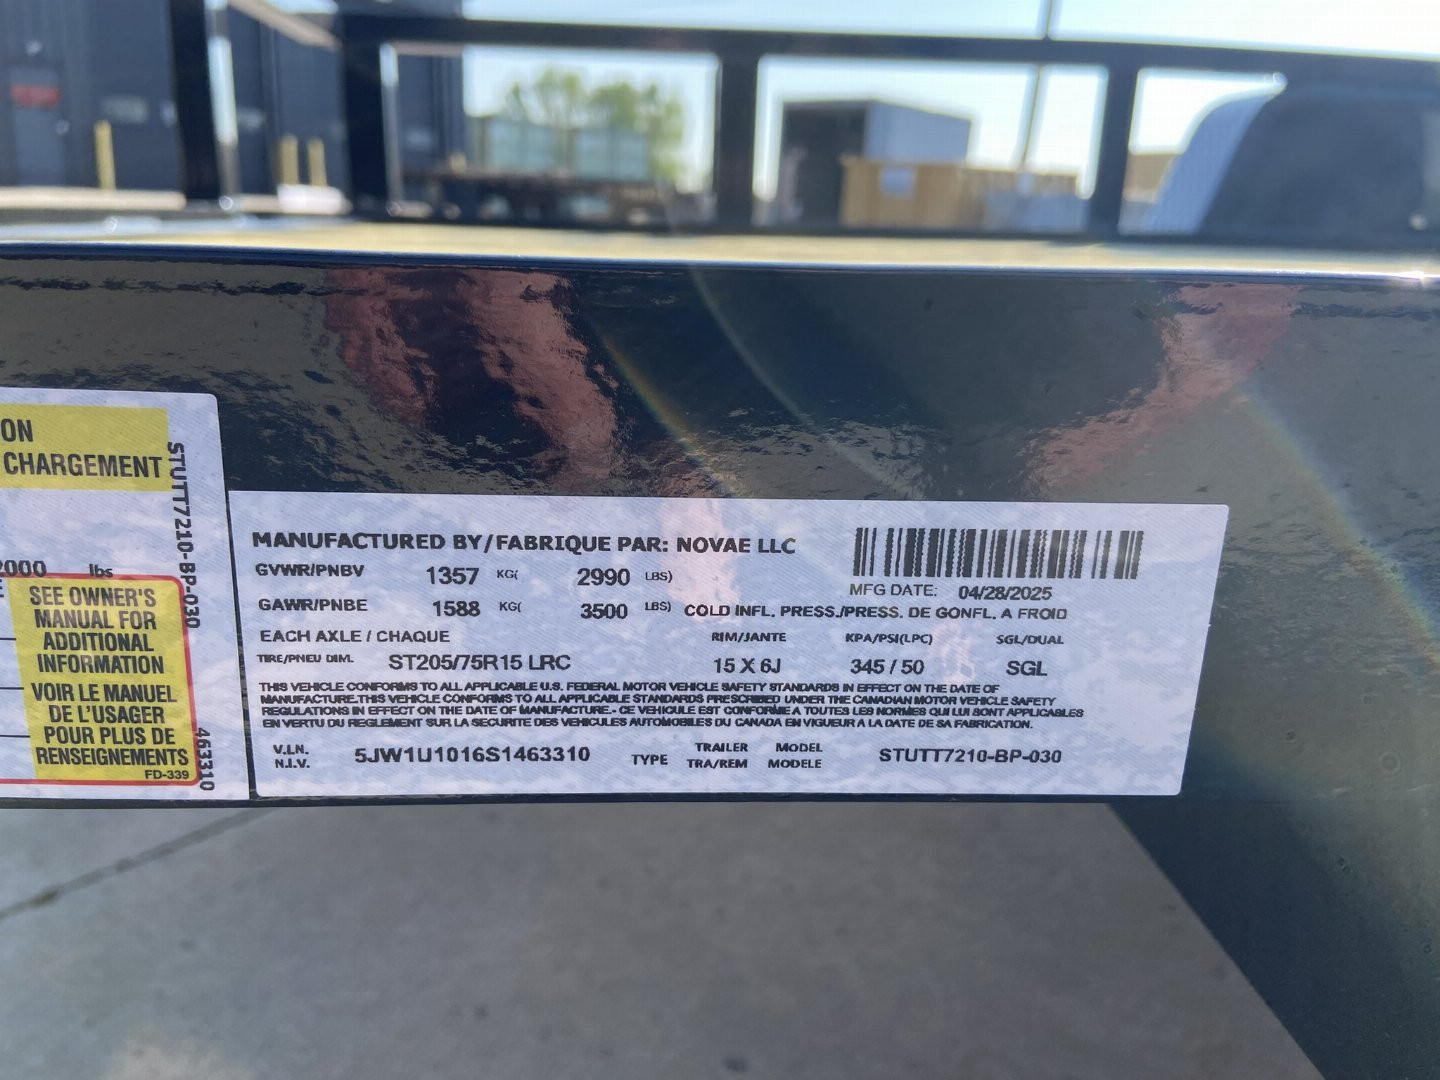 ON
CHARGEMENT
STUTT7210-BP-030
2000 lbs
SEE OWNER'S
MANUAL FOR
ADDITIONAL
INFORMATION
VOIR LE MANUEL
DE L'USAGER
POUR PLUS DE
RENSEIGNEMENTS
FD-339
463310
MANUFACTURED BY/FABRIQUE PAR: NOVAE LLC
GVWR/PNBV 1357 KG( 2990 LBS)
MFG DATE: 04/28/2025
GAWR/PNBE 1588 KG( 3500 LBS) COLD INFL. PRESS./PRESS. DE GONFL. A FROID
EACH AXLE / CHAQUE RIM/JANTE KPA/PSI(LPC) SGL/DUAL
TIRE/PNEU DIM. ST205/75R15 LRC 15 X 6J 345 / 50 SGL
THIS VEHICLE CONFORMS TO ALL APPLICABLE U.S. FEDERAL MOTOR VEHICLE SAFETY STANDARDS IN EFFECT ON THE DATE OF
MANUFACTURE.THIS VEHICLE CONFORMS TO ALL APPLICABLE STANDARDS PRESCRIBED UNDER THE CANADIAN MOTOR VEHICLE SAFETY
REGULATIONS IN EFFECT ON THE DATE OF MANUFACTURE.- CE VEHICULE EST CONFORME A TOUTES LES NORMES QUI LUI SONT APPLICABLES
EN VERTU DU REGLEMENT SUR LA SECURITE DES VEHICULES AUTOMOBILES DU CANADA EN VIGUEUR A LA DATE DE SA FABRICATION.
V.I.N. 5JW1U1016S1463310 TYPE TRAILER MODEL STUTT7210-BP-030
N.I.V. TRA/REM MODELE